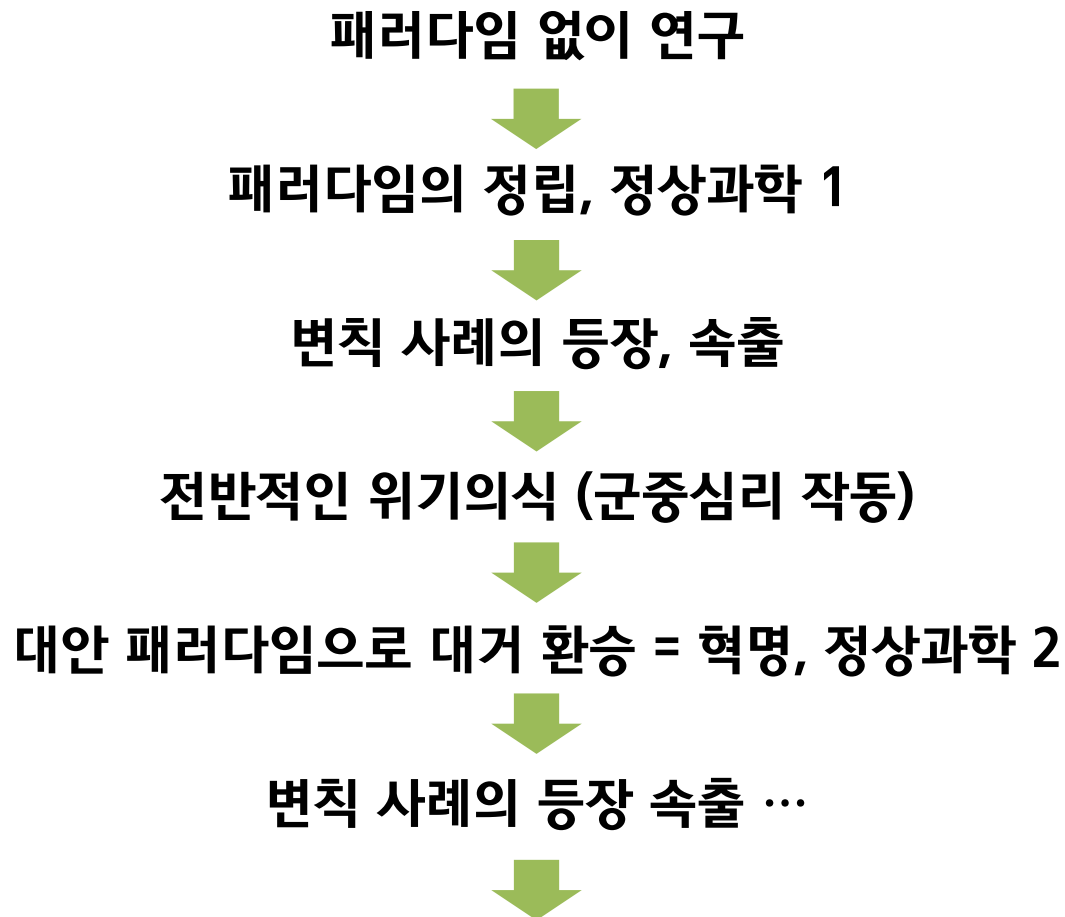 패러다임 없이 연구
패러다임의 정립, 정상과학 1
변칙 사례의 등장, 속출
전반적인 위기의식 (군중심리 작동)
대안 패러다임으로 대거 환승 = 혁명, 정상과학 2
변칙 사례의 등장 속출 …